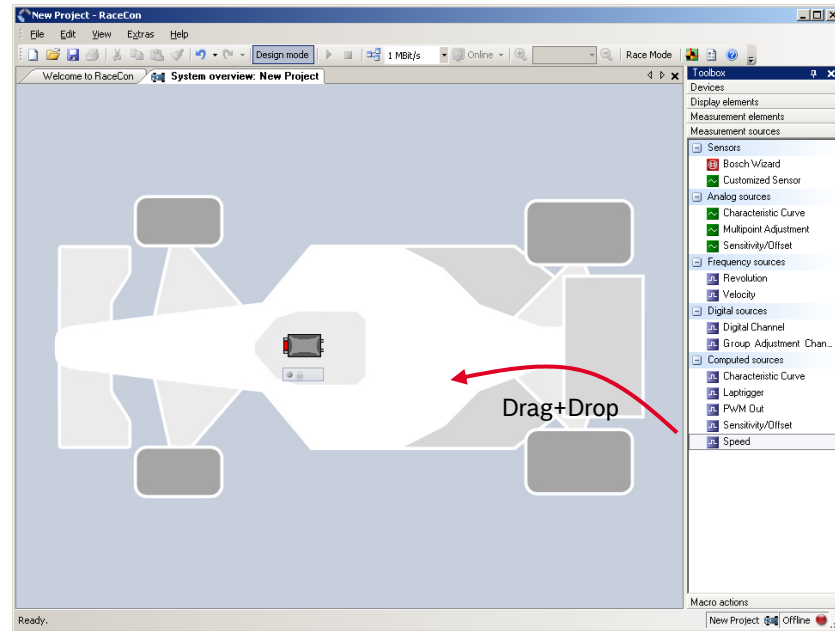 New Project - RaceCon
File Edit View Extras Help
Design mode 1 MBit/s Online Race Mode
Welcome to RaceCon System overview: New Project
Toolbox
Devices
Display elements
Measurement elements
Measurement sources
Sensors
Bosch Wizard
Customized Sensor
Analog sources
Characteristic Curve
Multipoint Adjustment
Sensitivity/Offset
Frequency sources
Revolution
Velocity
Digital sources
Digital Channel
Group Adjustment Chan...
Computed sources
Characteristic Curve
Laptrigger
PWM Out
Sensitivity/Offset
Speed
Drag+Drop
Macro actions
Ready. New Project Offline